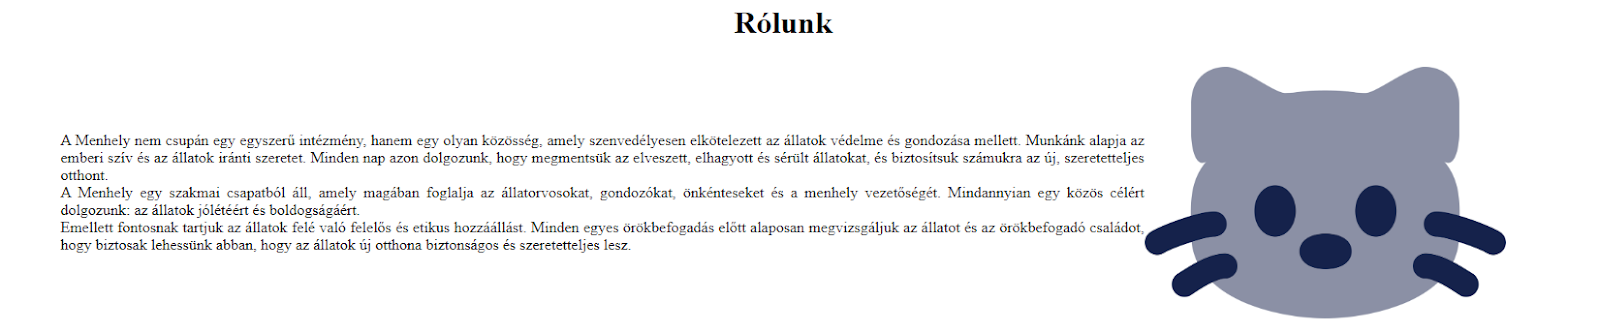 Rólunk
A Menhely nem csupán egy egyszerű intézmény, hanem egy olyan közösség, amely szenvedélyesen elkötelezett az állatok védelme és gondozása mellett. Munkánk alapja az
emberi szív és az állatok iránti szeretet. Minden nap azon dolgozunk, hogy megmentsük az elveszett, elhagyott és sérült állatokat, és biztosítsuk számukra az új, szeretetteljes
otthont.
A Menhely egy szakmai csapatból áll, amely magában foglalja az állatorvosokat, gondozókat, önkénteseket és a menhely vezetőségét. Mindannyian egy közös célért
dolgozunk: az állatok jólétéért és boldogságáért.
Emellett fontosnak tartjuk az állatok felé való felelős és etikus hozzáállást. Minden egyes örökbefogadás előtt alaposan megvizsgáljuk az állatot és az örökbefogadó családot,
hogy biztosak lehessünk abban, hogy az állatok új otthona biztonságos és szeretetteljes lesz.